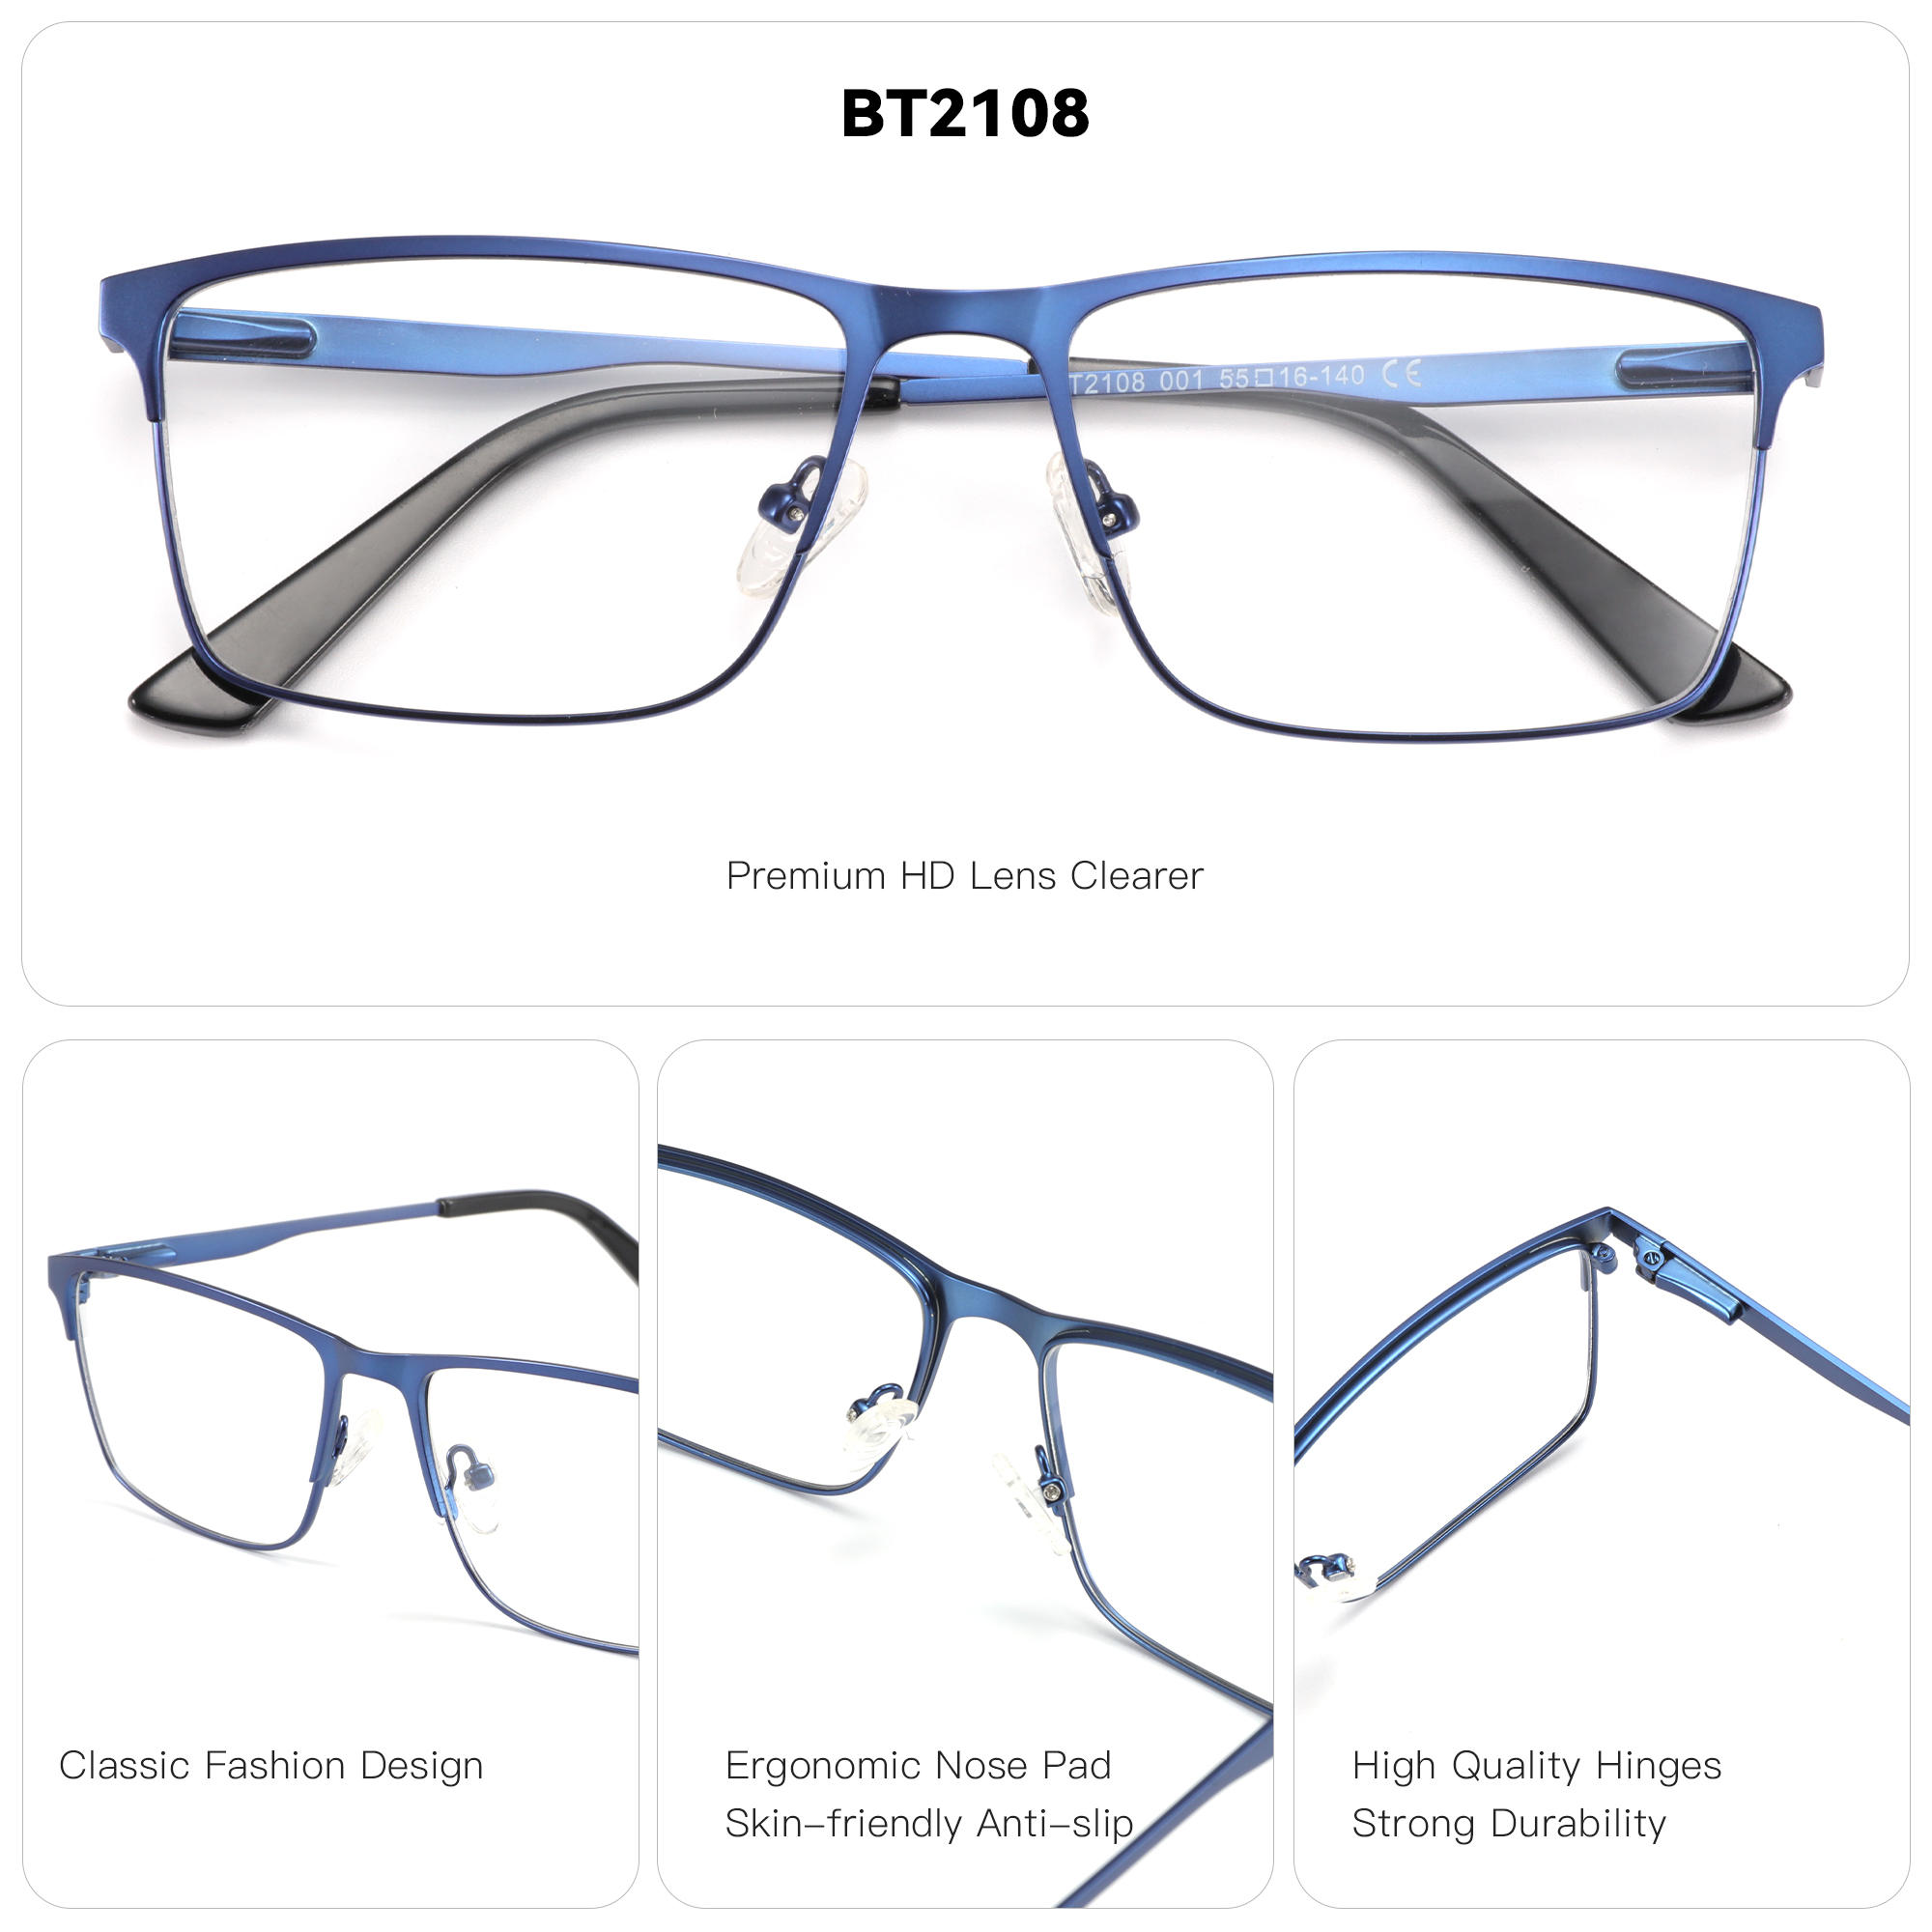 BT2108
T2108 001 55□16-140 CE
Premium HD Lens Clearer
Classic Fashion Design
Ergonomic Nose Pad
Skin-friendly Anti-slip
High Quality Hinges
Strong Durability